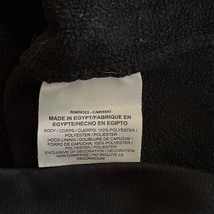 MADE IN EGYPT/FABRIQUE EN
EGYPTE/HECHO EN EGIPTO
BODY / CORPS / CUERPO: 100% POLYESTER
/ POLYESTER / POLIÉSTER
HOOD LINING / DOUBLURE DE CAPUCHE /
FORRO DE CAPUCHA: 100% POLYESTER /
POLYESTER / POLIÉSTER
EXCLUSIVE OF DECORATION / DÉCORATION
NON COMPRISE / NO INCLUYE LA
DECORACIÓN